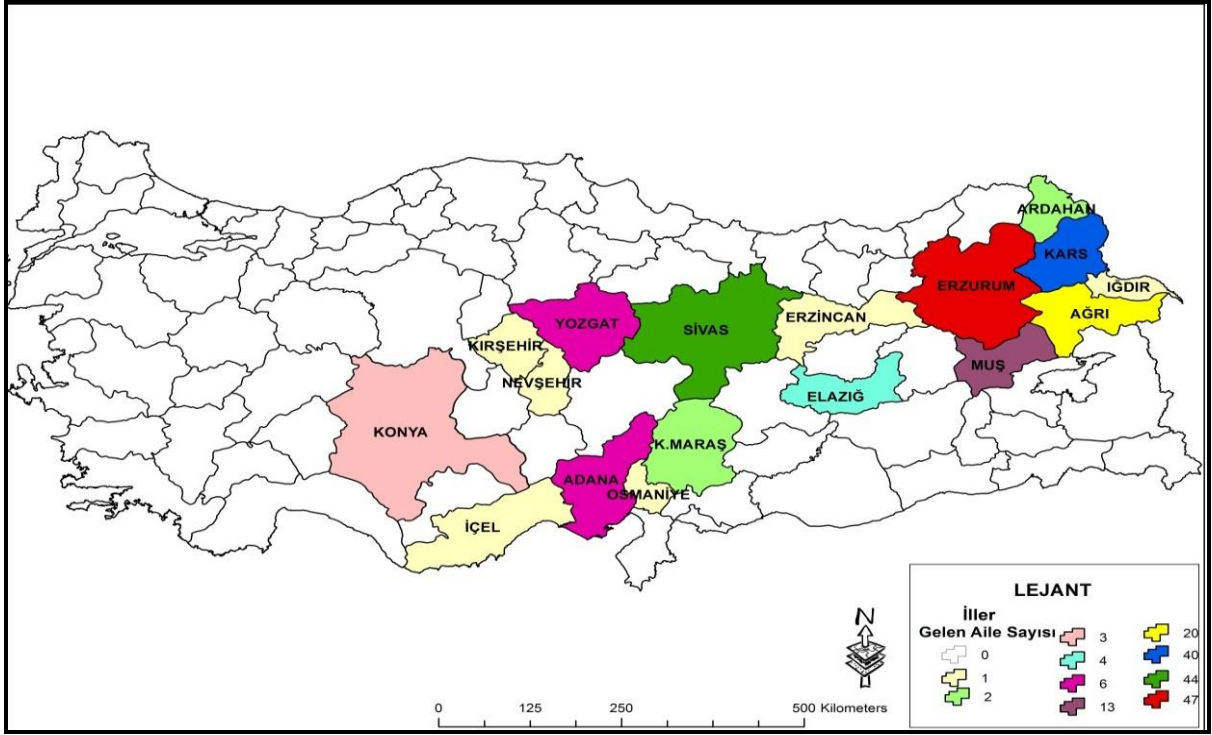 ARDAHAN
KARS
IĞDIR
ERZURUM
AĞRI
ERZİNCAN
YOZGAT
SİVAS
KIRŞEHİR
MUŞ
NEVŞEHİR
ELAZIĞ
KONYA
K.MARAŞ
ADANA
OSMANİYE
İÇEL
N
LEJANT
İller
Gelen Aile Sayısı
0
1
2
3
4
6
13
20
40
44
47
0 125 250 500 Kilometers